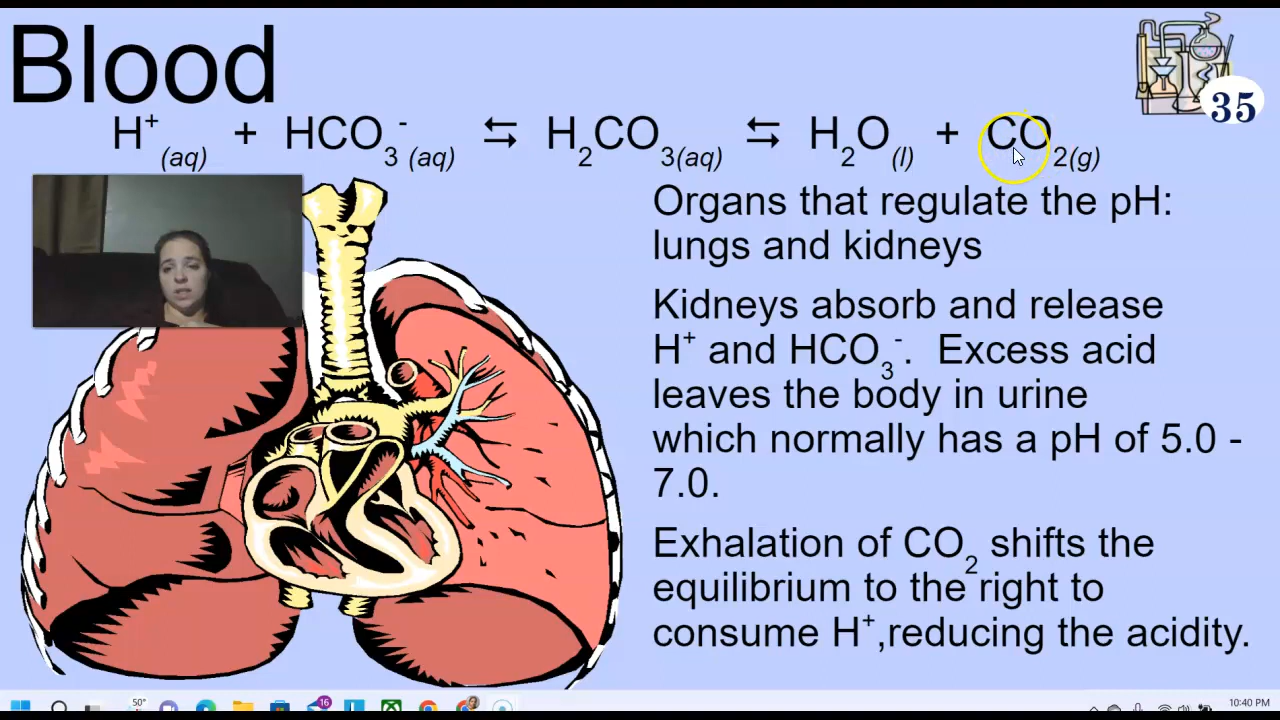 Blood
35
H⁺(aq) + HCO₃⁻(aq) ⇆ H₂CO₃(aq) ⇆ H₂O(l) + CO₂(g)
Organs that regulate the pH:
lungs and kidneys
Kidneys absorb and release
H⁺ and HCO₃⁻. Excess acid
leaves the body in urine
which normally has a pH of 5.0 -
7.0.
Exhalation of CO₂ shifts the
equilibrium to the right to
consume H⁺,reducing the acidity.
50°
16
10:40 PM